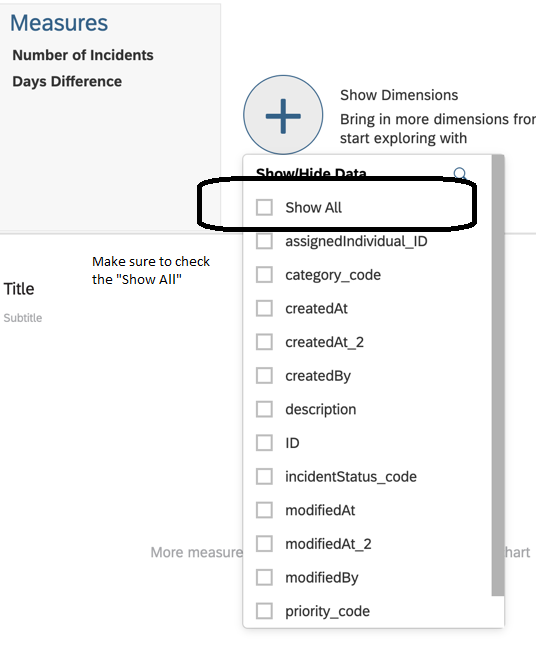 Measures
Number of Incidents
Days Difference
Show Dimensions
Bring in more dimensions from
start exploring with
Show/Hide Data
Show All
assignedIndividual_ID
category_code
createdAt
createdAt_2
createdBy
description
ID
incidentStatus_code
modifiedAt
modifiedAt_2
modifiedBy
priority_code
Make sure to check
the "Show All"
Title
Subtitle
More measure
hart